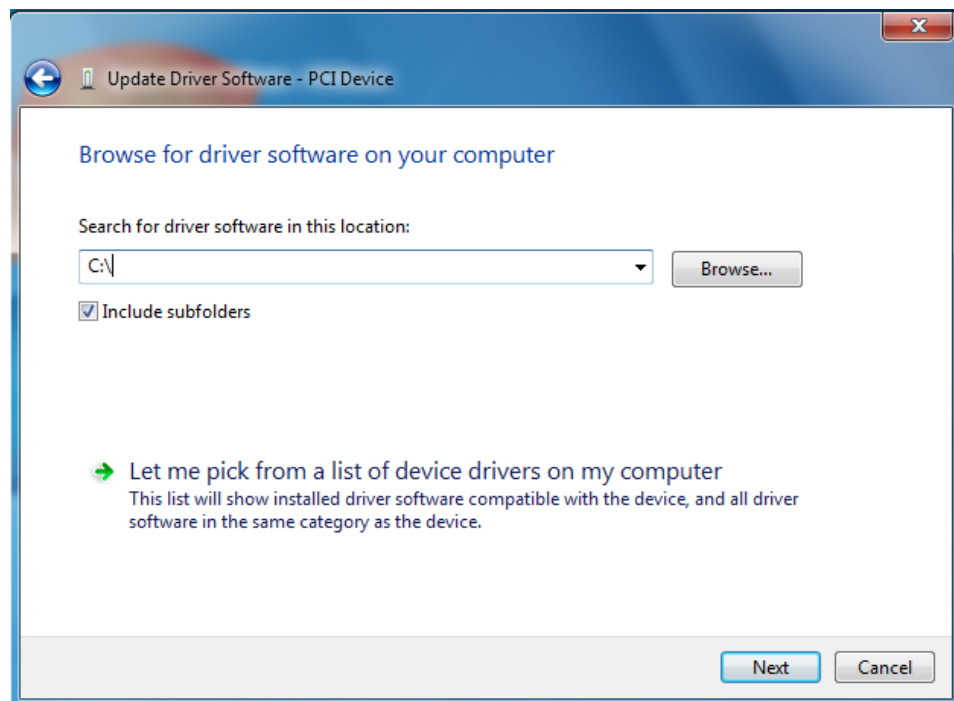 Update Driver Software - PCI Device
Browse for driver software on your computer
Search for driver software in this location:
C:\
Browse...
Include subfolders
Let me pick from a list of device drivers on my computer
This list will show installed driver software compatible with the device, and all driver
software in the same category as the device.
Next
Cancel